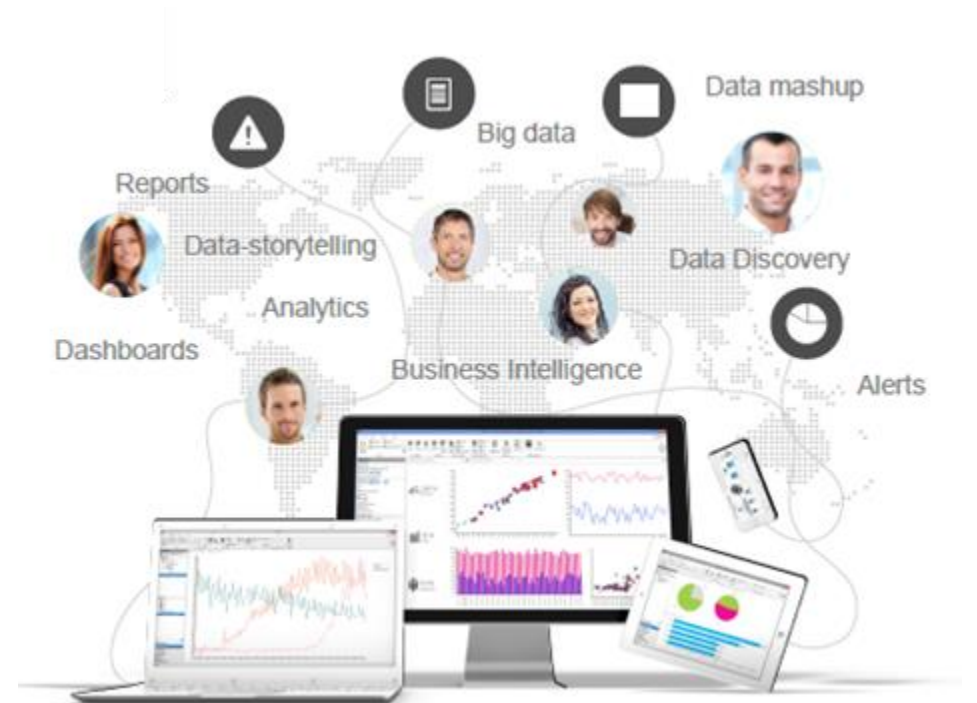 Data mashup
Big data
Reports
Data-storytelling
Data Discovery
Analytics
Dashboards
Business Intelligence
Alerts